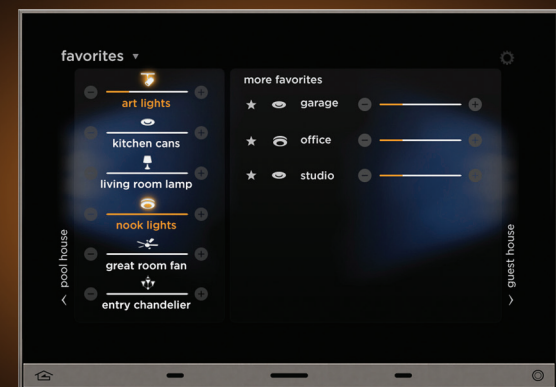 favorites
art lights
kitchen cans
living room lamp
nook lights
great room fan
entry chandelier
more favorites
garage
office
studio
pool house
guest house